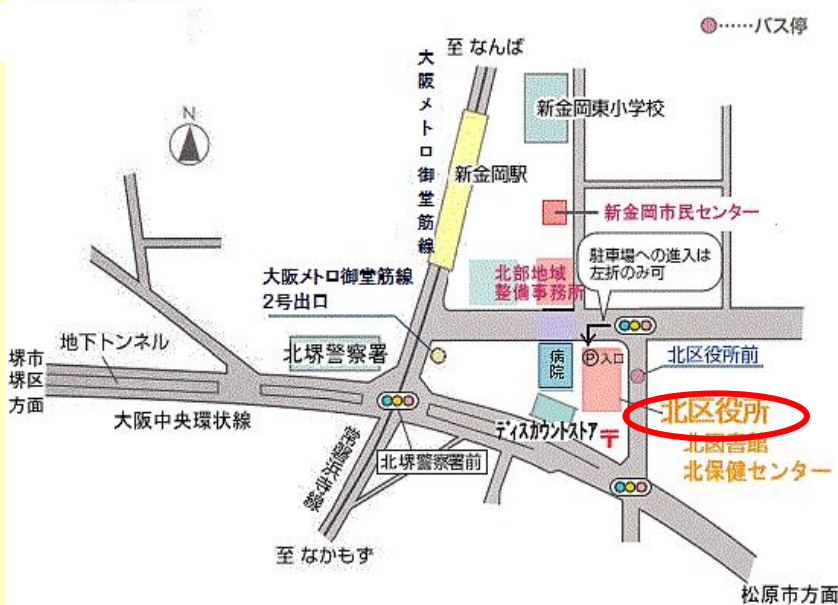 ●……バス停
至 なんば
大阪メトロ御堂筋線
新金岡東小学校
N
新金岡駅
新金岡市民センター
駐車場への進入は
左折のみ可
北部地域
整備事務所
大阪メトロ御堂筋線
2号出口
地下トンネル
北堺警察署
堺市
堺区
方面
病院
P入口
北区役所前
大阪中央環状線
北区役所
ディスカウントストア
〒
北図書館
北保健センター
北堺警察署前
常磐浜寺線
至 なかもず
松原市方面